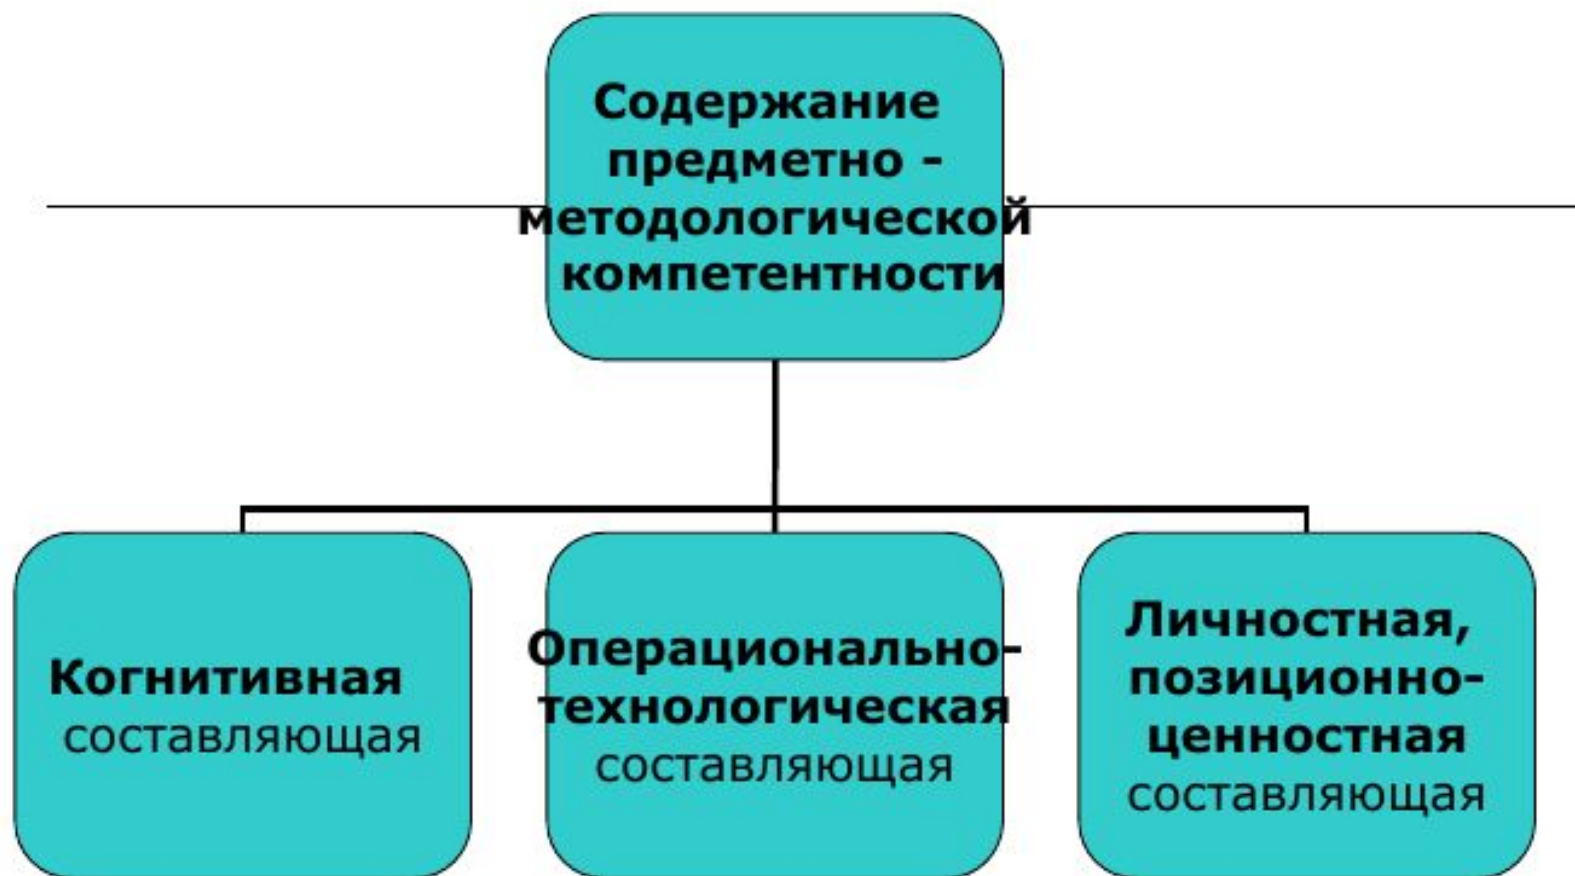 Содержание
предметно -
методологической
компетентности
Когнитивная
составляющая
Операционально-
технологическая
составляющая
Личностная,
позиционно-
ценностная
составляющая